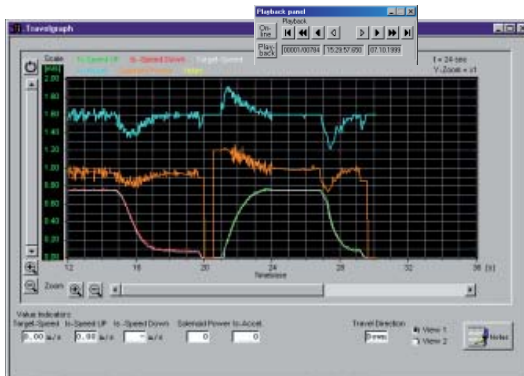 Playback panel
Travelgraph
Playback
On-line
Play-back
00001/00784
15:29:57.650
07.10.1999
Scale
Is-Speed UP
Is-Speed Down
Target-Speed
t = 24 sec
Y-Zoom = x1
2.00
1.80
1.60
1.40
1.20
1.00
0.80
0.60
0.40
0.20
0.00
12
16
20
24
28
32
36 [s]
Timebase
Zoom
Value Indicators
Target-Speed
Is-Speed UP
Is-Speed Down
Solenoid Power
Is-Accel.
0.00 m/s
0.00 m/s
- m/s
0
0
Travel Direction
Down
View 1
View 2
Notes